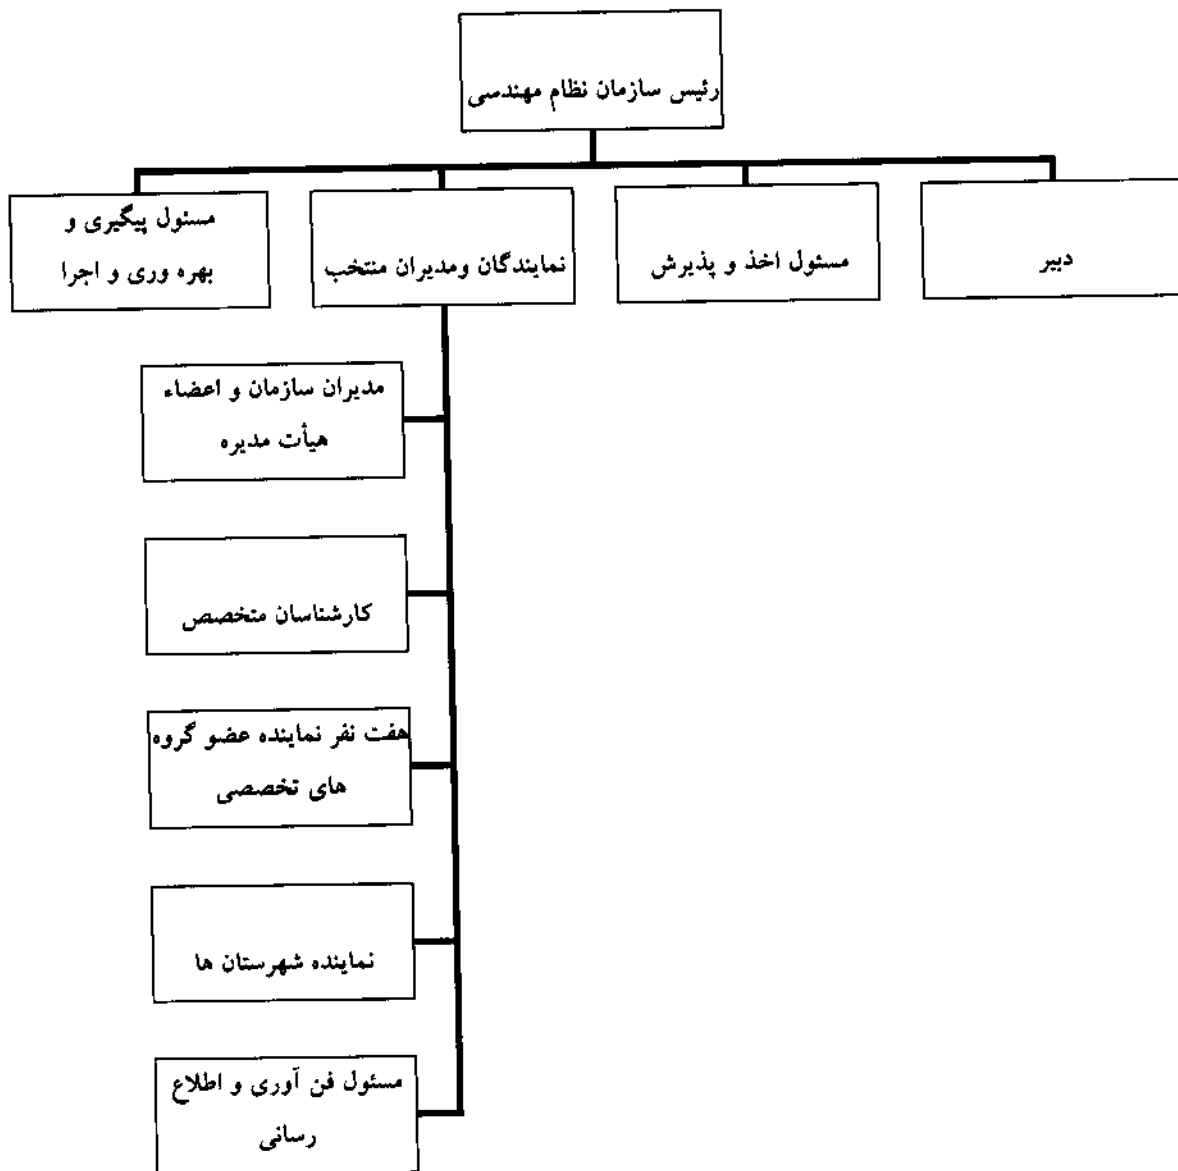 رئیس سازمان نظام مهندسی
دبیر
مسئول اخذ و پذیرش
نمایندگان ومدیران منتخب
مسئول پیگیری و
بهره وری و اجرا
مدیران سازمان و اعضاء
هیأت مدیره
کارشناسان متخصص
هفت نفر نماینده عضو گروه
های تخصصی
نماینده شهرستان ها
مسئول فن آوری و اطلاع
رسانی